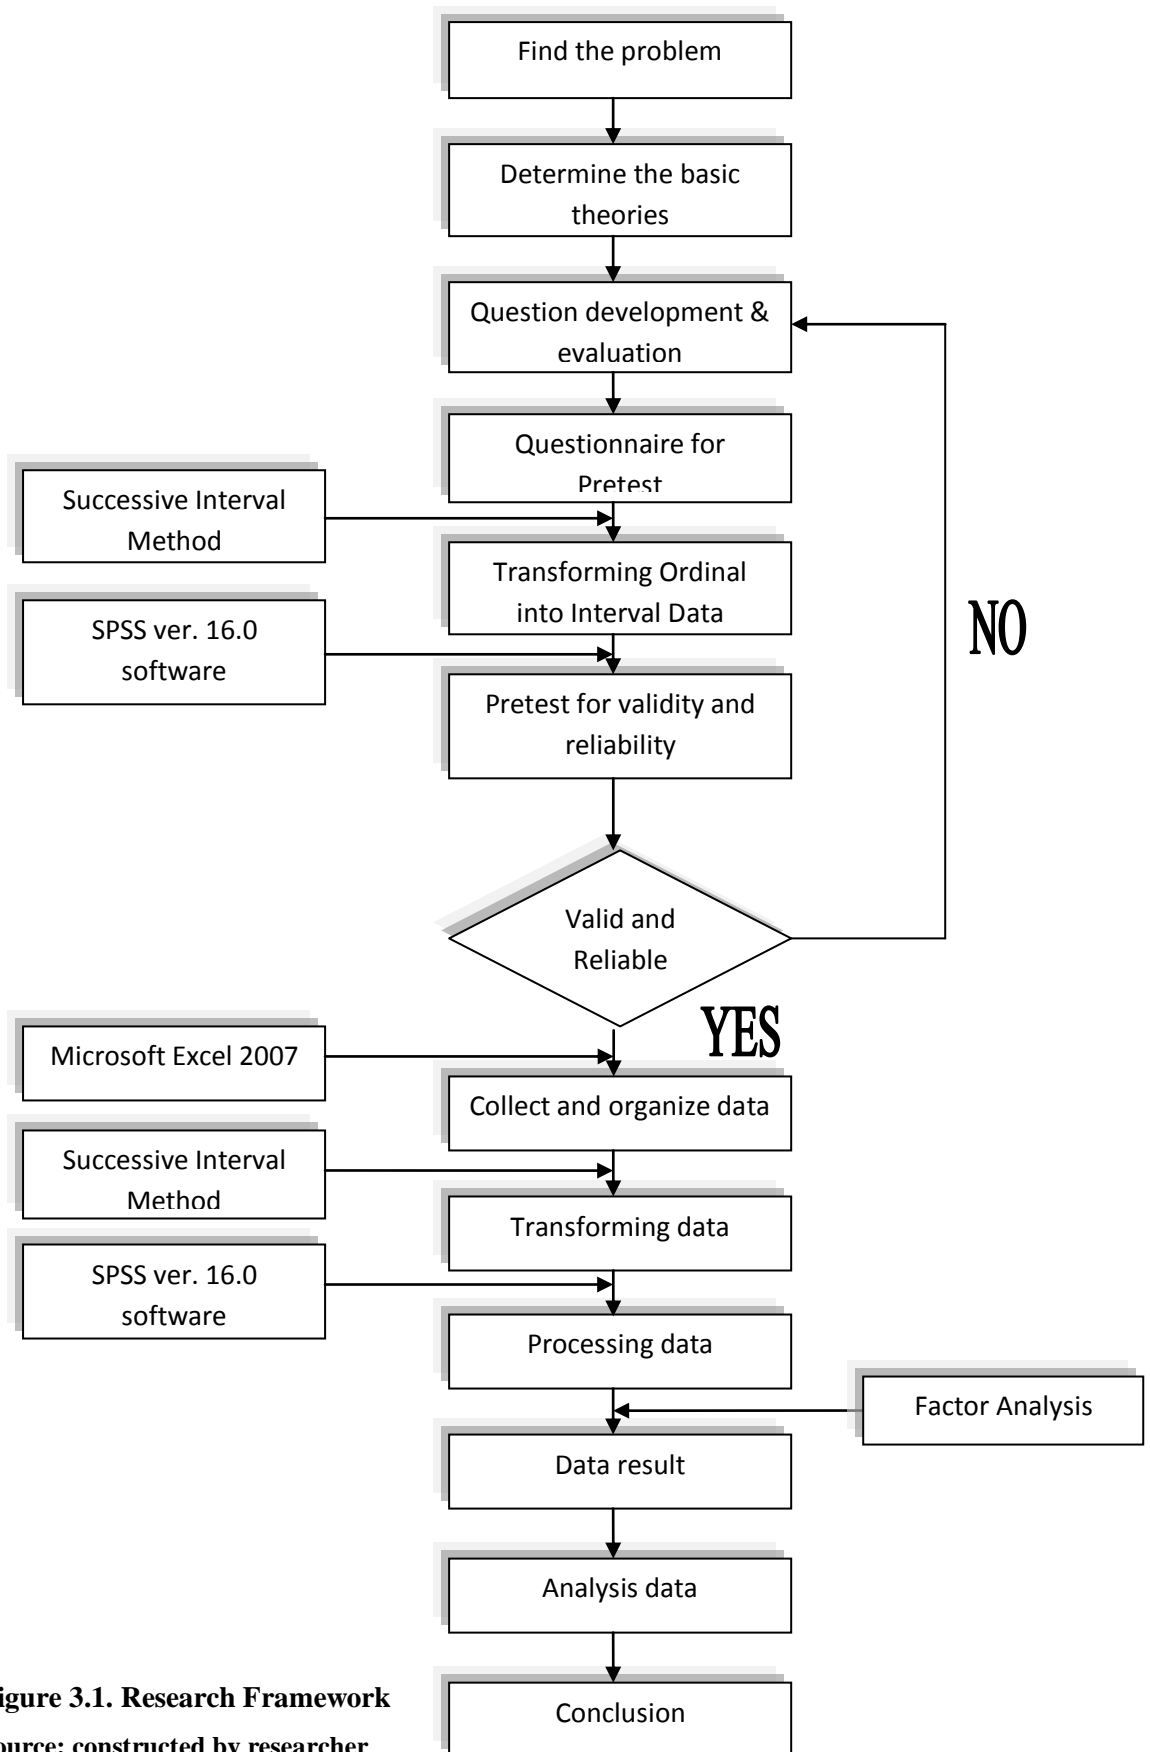 Find the problem
Determine the basic
theories
Question development &
evaluation
Questionnaire for
Pretest
Successive Interval
Method
Transforming Ordinal
into Interval Data
SPSS ver. 16.0
software
Pretest for validity and
reliability
NO
Valid and
Reliable
YES
Microsoft Excel 2007
Collect and organize data
Successive Interval
Method
Transforming data
SPSS ver. 16.0
software
Processing data
Factor Analysis
Data result
Analysis data
Conclusion
igure 3.1. Research Framework
ource: constructed by researcher